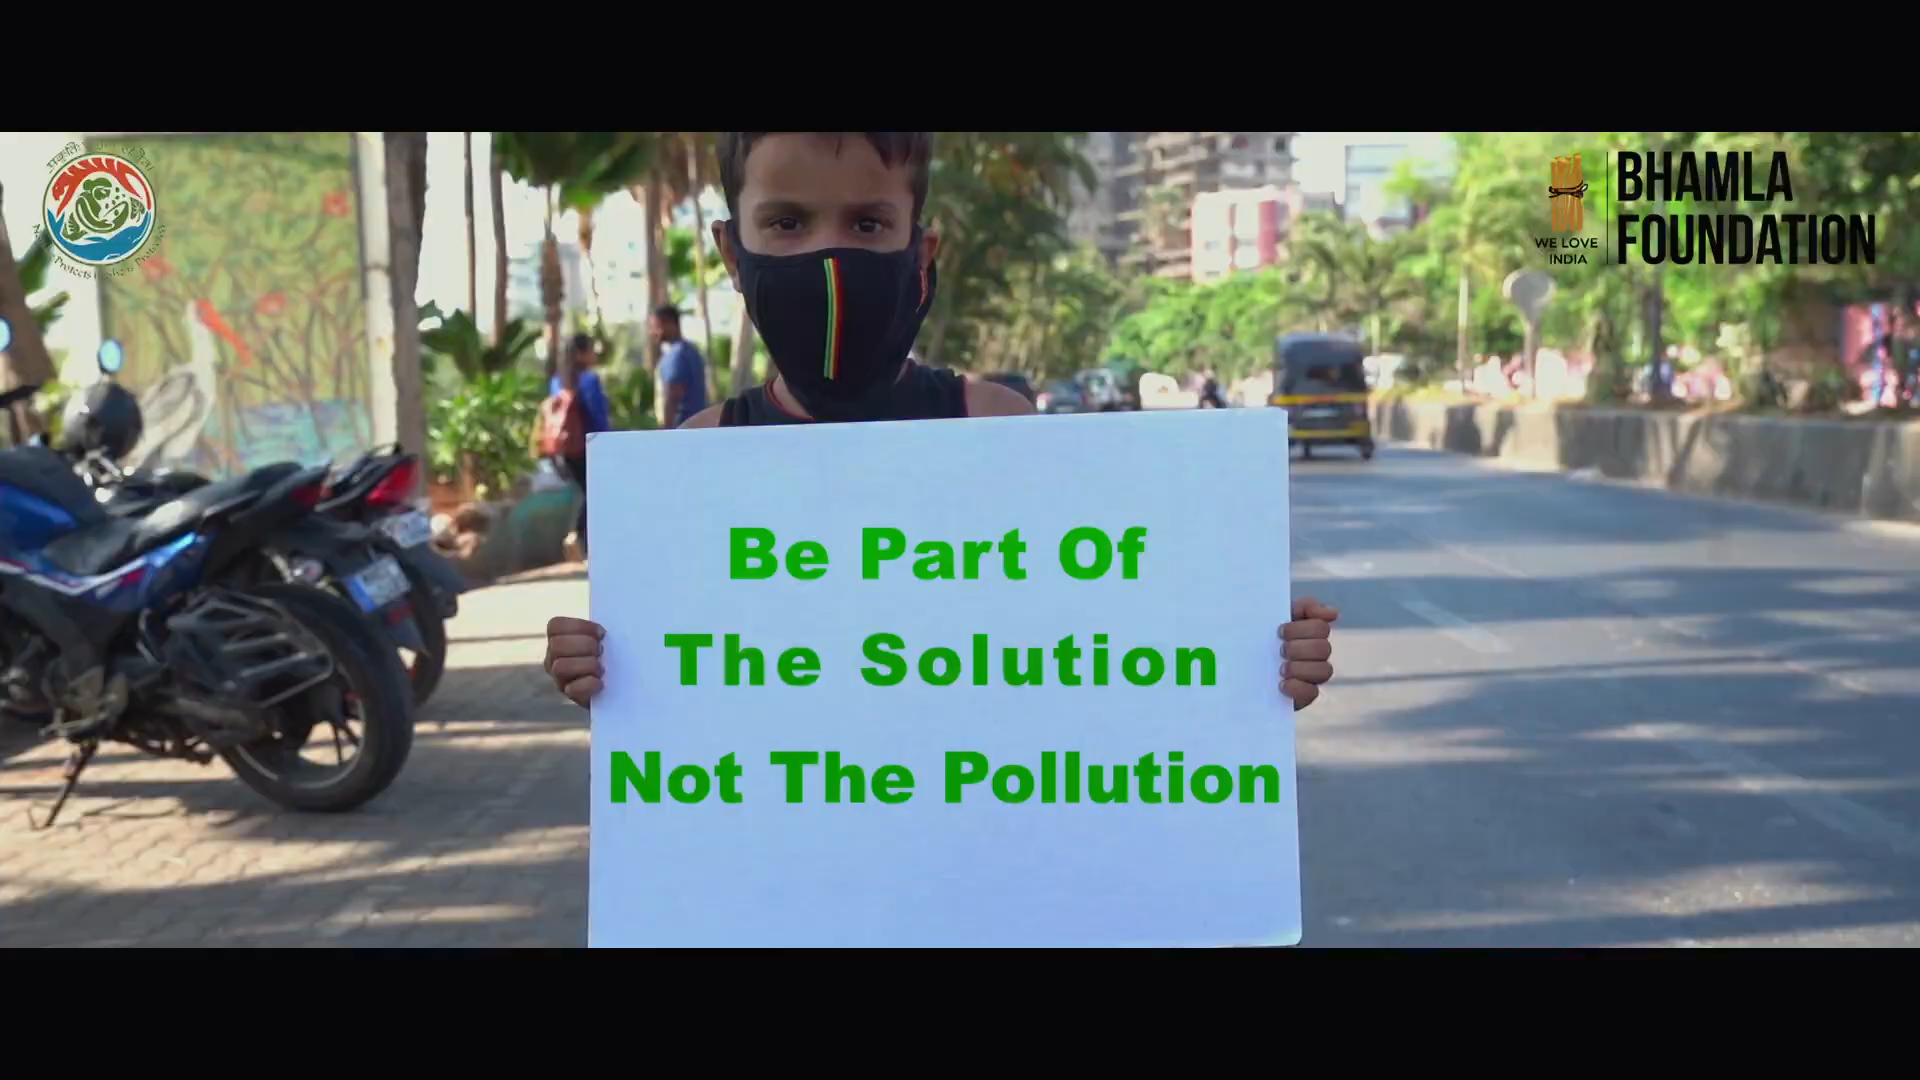 BHAMLA
FOUNDATION
WE LOVE
INDIA
Be Part Of
The Solution
Not The Pollution